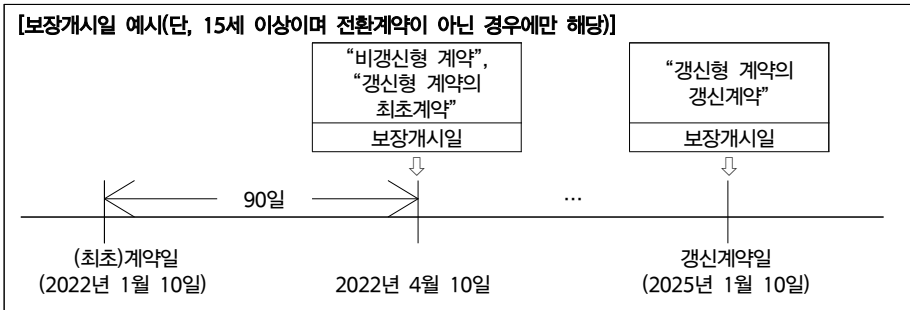 [보장개시일 예시(단, 15세 이상이며 전환계약이 아닌 경우에만 해당)]
“비갱신형 계약”,
“갱신형 계약의
최초계약”
보장개시일
“갱신형 계약의
갱신계약”
보장개시일
90일
…
(최초)계약일
(2022년 1월 10일)
2022년 4월 10일
갱신계약일
(2025년 1월 10일)